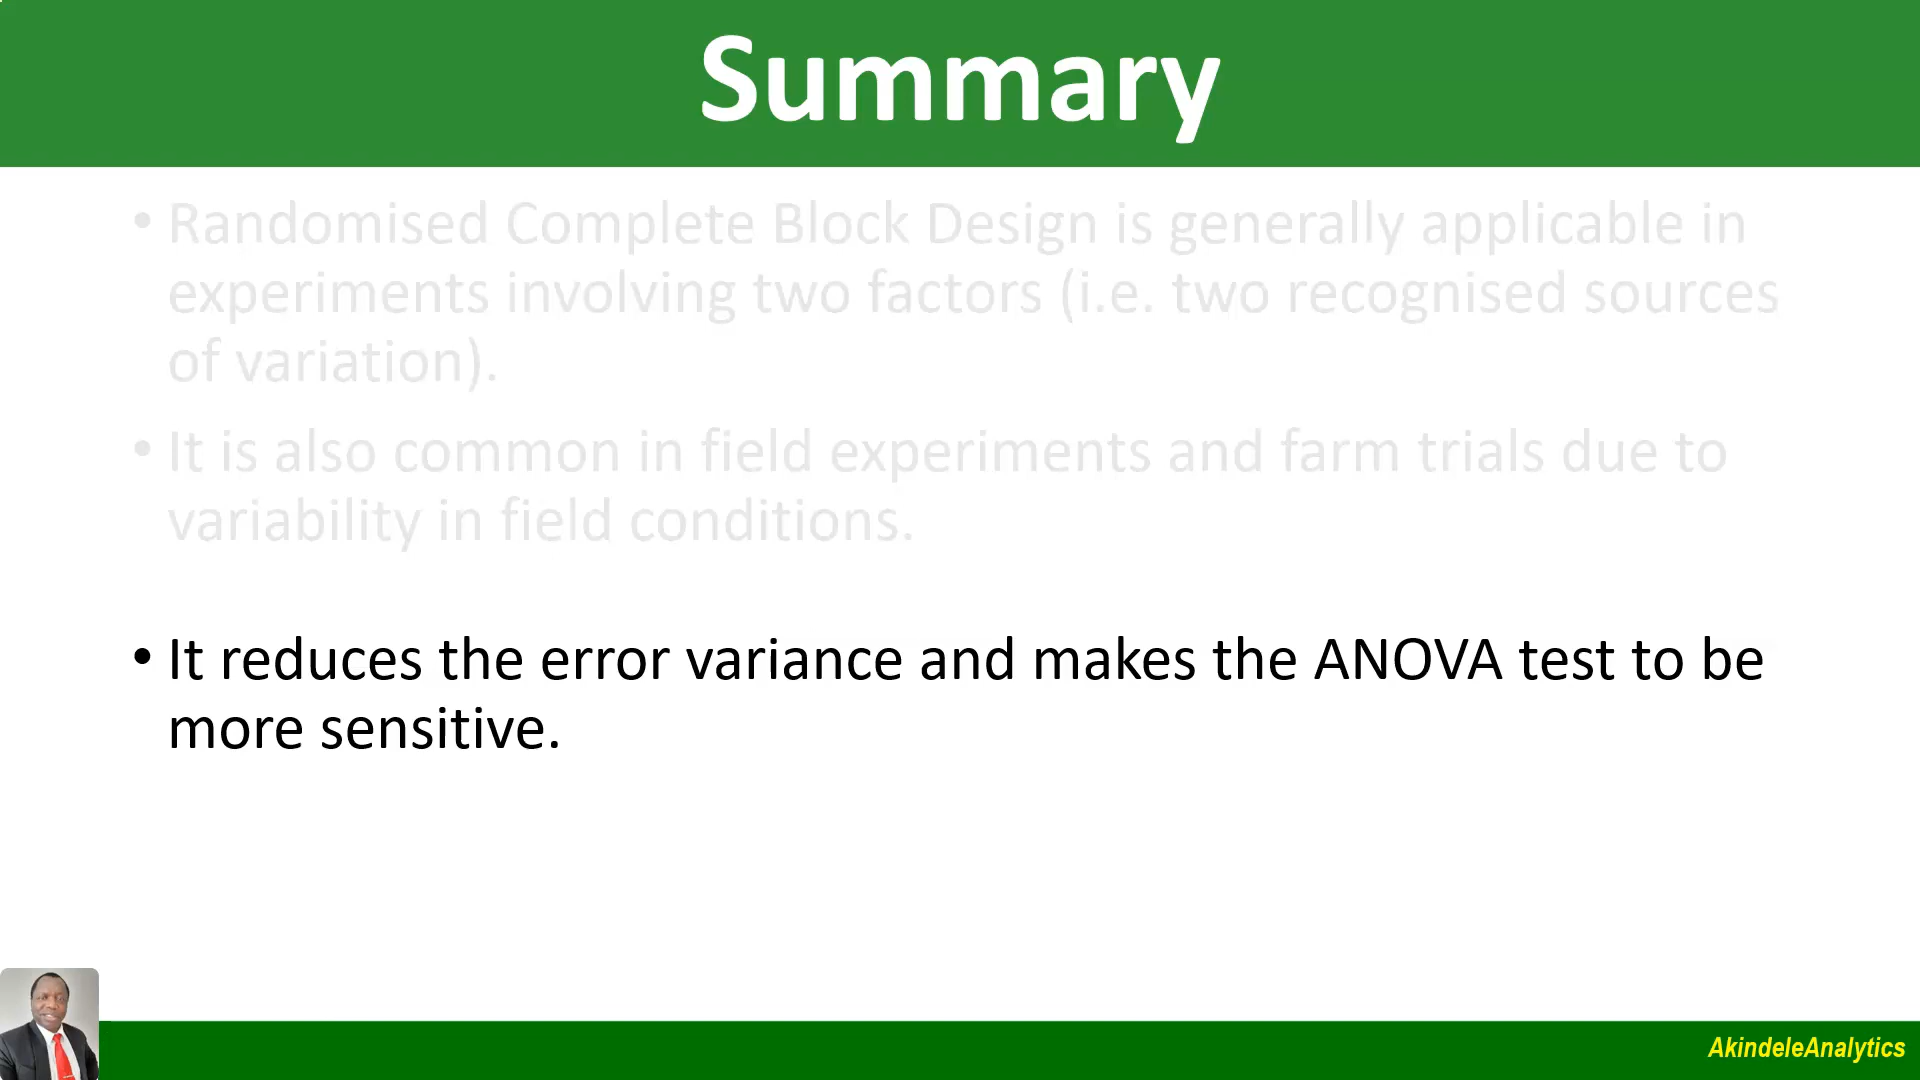 Summary
• Randomised Complete Block Design is generally applicable in
experiments involving two factors (i.e. two recognised sources
of variation).
• It is also common in field experiments and farm trials due to
variability in field conditions.
• It reduces the error variance and makes the ANOVA test to be
more sensitive.
AkindeleAnalytics